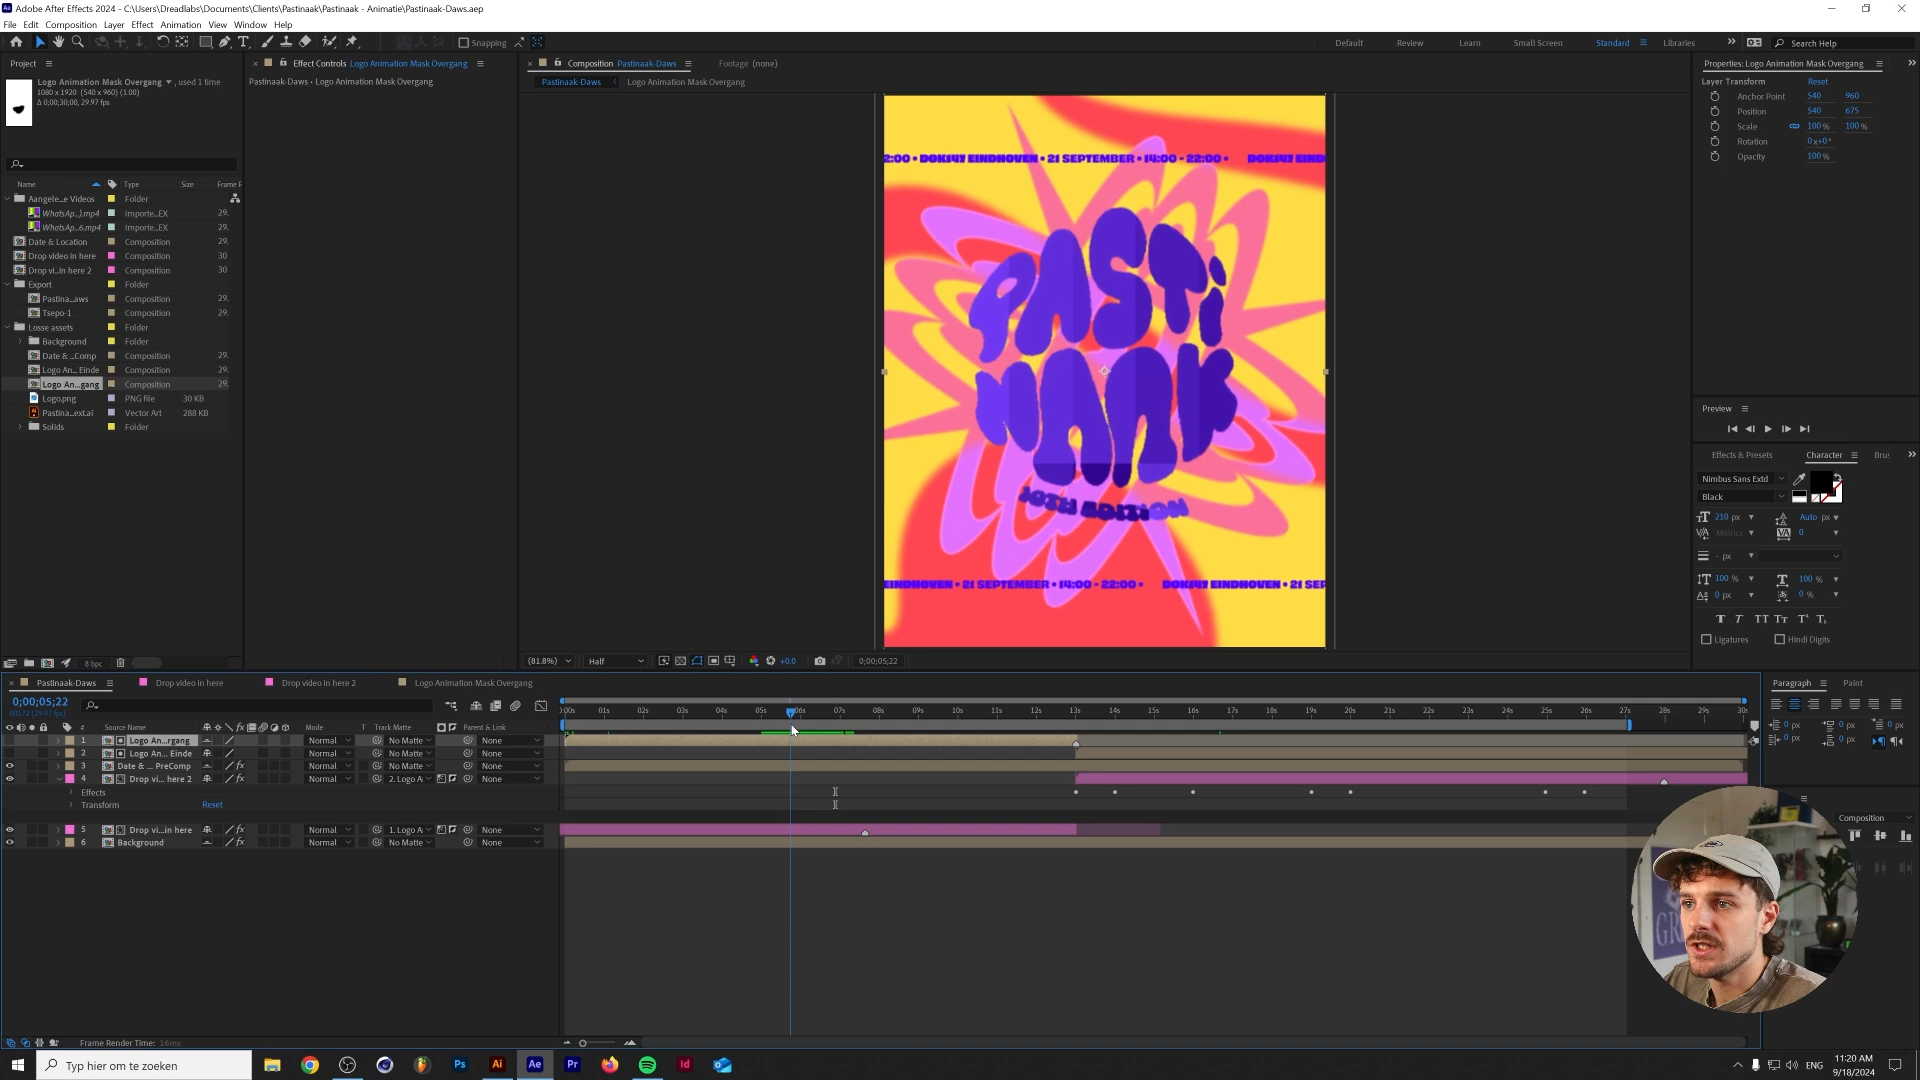 Adobe After Effects 2024 - C:\Users\Dreadlabs\Documents\Clients\Pastinaak\Pastinaak - Animatie\Pastinaak-Daws.aep
File Edit Composition Layer Effect Animation View Window Help
Snapping
Default Review Learn Small Screen Standard Libraries Search Help
Project
Effect Controls Logo Animation Mask Overgang
Composition Pastinaak-Daws
Footage (none)
Properties: Logo Animation Mask Overgang
Logo Animation Mask Overgang , used 1 time
1080 x 1920 (540 x 960) (1.00)
Δ 0;00;30;00, 29.97 fps
Pastinaak-Daws • Logo Animation Mask Overgang
Pastinaak-Daws Logo Animation Mask Overgang
Layer Transform Reset
Anchor Point 540 960
Position 540 675
Scale 100 % 100 %
Rotation 0x+0°
Opacity 100 %
Name Type Size Frame R
Aangele...e Videos Folder
WhatsAp...).mp4 Importe...EX 29.
WhatsAp...6.mp4 Importe...EX 29.
Date & Location Composition 29.
Drop video in here Composition 30
Drop vi...in here 2 Composition 30
Export Folder
Pastina...aws Composition 29.
Tsepo-1 Composition 29.
Losse assets Folder
Background Folder
Date & ...Comp Composition 29.
Logo An... Einde Composition 29.
Logo An...gang Composition 29.
Logo.png PNG file 30 KB
Pastina...ext.ai Vector Art 288 KB
Solids Folder
2:00 • DOK147 EINDHOVEN • 21 SEPTEMBER • 14:00 - 22:00 • DOK147 EIND
PASTI
NAAK
10TH EDITION
EINDHOVEN • 21 SEPTEMBER • 14:00 - 22:00 • DOK147 EINDHOVEN • 21 SEP
Preview
Effects & Presets Character Bru
Nimbus Sans Extd
Black
210 px Auto px
Metrics 0
- px
100 % 100 %
0 px 0 %
Ligatures Hindi Digits
8 bpc
(81.8%) Half +0.0 0;00;05;22
Pastinaak-Daws Drop video in here Drop video in here 2 Logo Animation Mask Overgang
Paragraph Paint
0;00;05;22
00172 (29.97 fps)
:00s 01s 02s 03s 04s 05s 06s 07s 08s 09s 10s 11s 12s 13s 14s 15s 16s 17s 18s 19s 20s 21s 22s 23s 24s 25s 26s 27s 28s 29s 30s
# Source Name Mode T Track Matte Parent & Link
1 Logo An...rgang Normal No Matte None
2 Logo An... Einde Normal No Matte None
3 Date & ... PreComp Normal No Matte None
4 Drop vi... here 2 Normal 2. Logo A None
Effects
Transform Reset
5 Drop vi...in here Normal 1. Logo A None
6 Background Normal No Matte None
0 px 0 px 0 px
0 px 0 px
Composition
Frame Render Time: 16ms
Typ hier om te zoeken
ENG
11:20 AM
9/18/2024